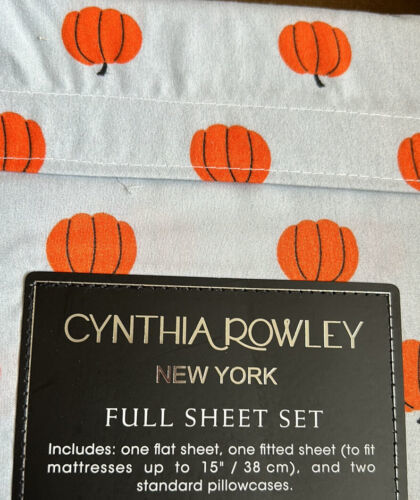 CYNTHIA ROWLEY
NEW YORK
FULL SHEET SET
Includes: one flat sheet, one fitted sheet (to fit
mattresses up to 15" / 38 cm), and two
standard pillowcases.